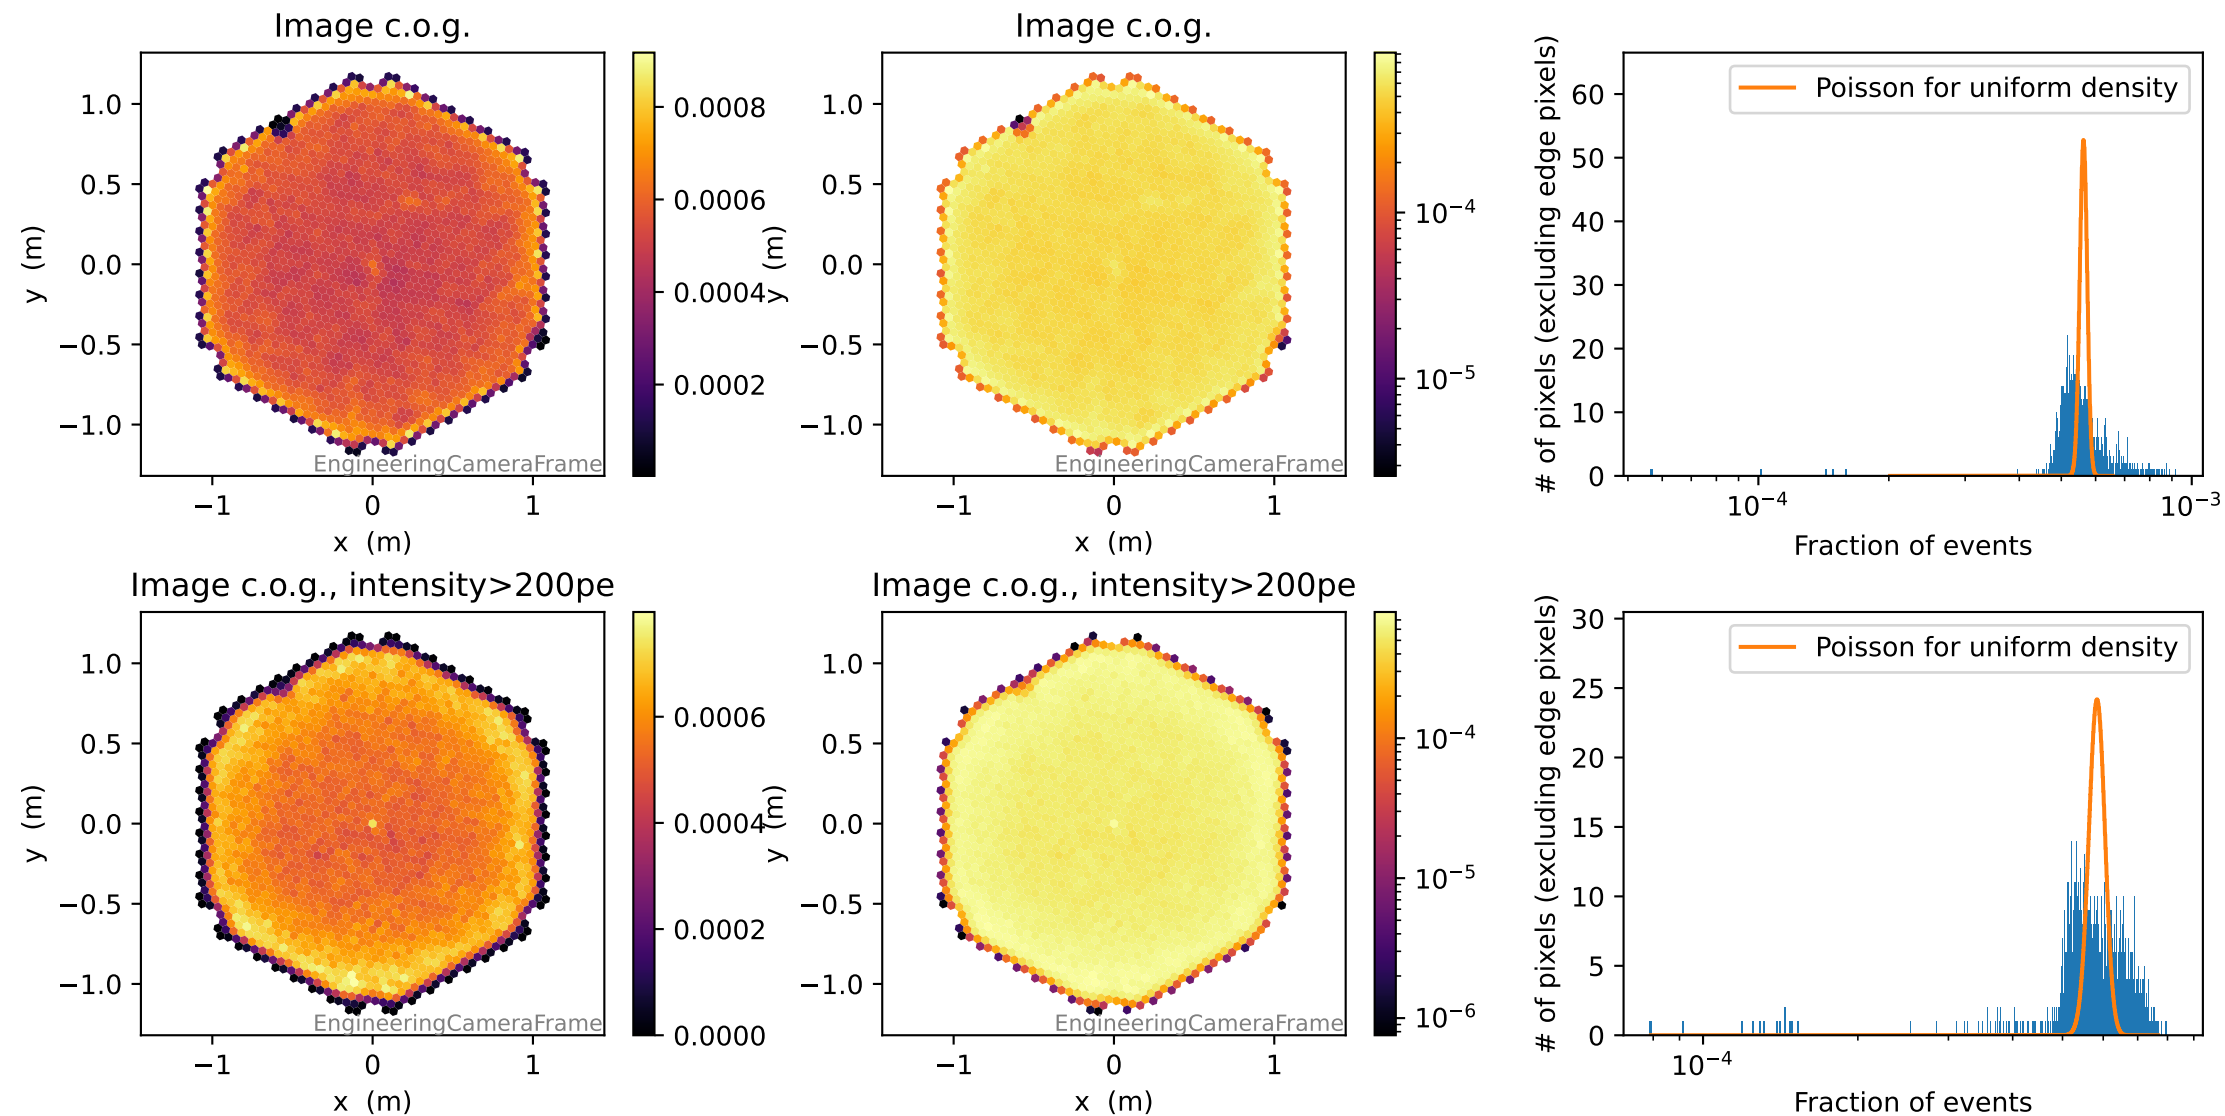 Image c.o.g.
y (m)
1.0
0.5
0.0
−0.5
−1.0
−1
0
1
x (m)
EngineeringCameraFrame
0.0008
0.0006
0.0004
0.0002
Image c.o.g.
y (m)
1.0
0.5
0.0
−0.5
−1.0
−1
0
1
x (m)
EngineeringCameraFrame
10⁻⁴
10⁻⁵
# of pixels (excluding edge pixels)
60
50
40
30
20
10
0
Poisson for uniform density
10⁻⁴
10⁻³
Fraction of events
Image c.o.g., intensity>200pe
y (m)
1.0
0.5
0.0
−0.5
−1.0
−1
0
1
x (m)
EngineeringCameraFrame
0.0006
0.0004
0.0002
0.0000
Image c.o.g., intensity>200pe
y (m)
1.0
0.5
0.0
−0.5
−1.0
−1
0
1
x (m)
EngineeringCameraFrame
10⁻⁴
10⁻⁵
10⁻⁶
# of pixels (excluding edge pixels)
30
25
20
15
10
5
0
Poisson for uniform density
10⁻⁴
Fraction of events